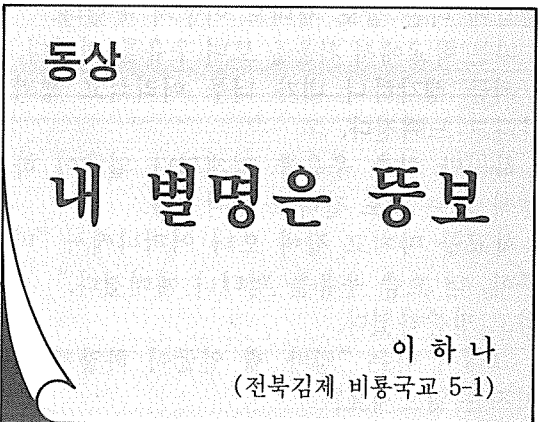 동상
내 별명은 뚱보
이 하 나
(전북김제 비룡국교 5-1)